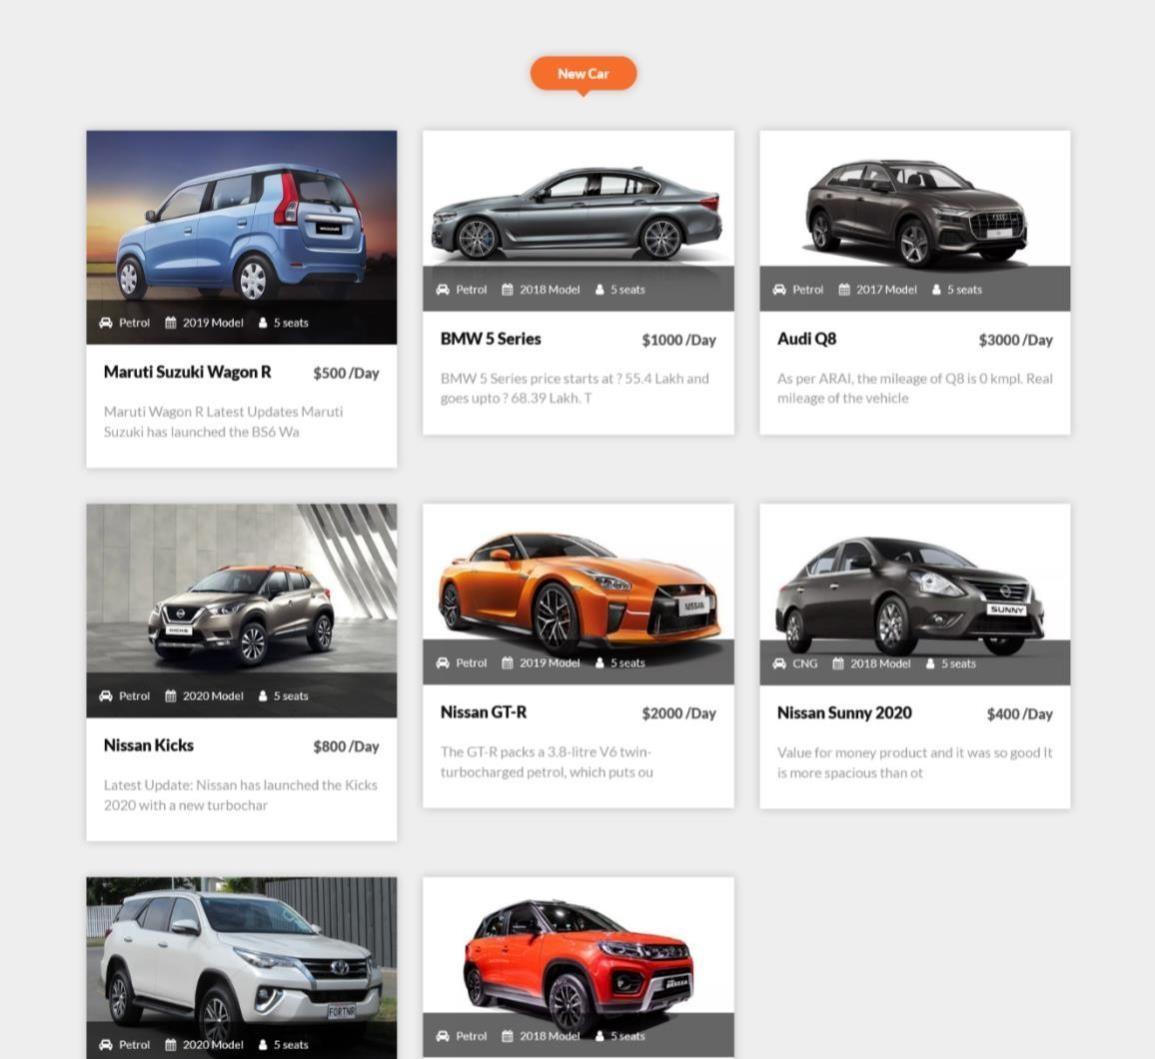 New Car
Petrol 2019 Model 5 seats
Maruti Suzuki Wagon R $500 /Day
Maruti Wagon R Latest Updates Maruti
Suzuki has launched the BS6 Wa
Petrol 2018 Model 5 seats
BMW 5 Series $1000 /Day
BMW 5 Series price starts at ? 55.4 Lakh and
goes upto ? 68.39 Lakh. T
Petrol 2017 Model 5 seats
Audi Q8 $3000 /Day
As per ARAI, the mileage of Q8 is 0 kmpl. Real
mileage of the vehicle
KICKS
Petrol 2020 Model 5 seats
Nissan Kicks $800 /Day
Latest Update: Nissan has launched the Kicks
2020 with a new turbochar
NISSAN
Petrol 2019 Model 5 seats
Nissan GT-R $2000 /Day
The GT-R packs a 3.8-litre V6 twin-
turbocharged petrol, which puts ou
SUNNY
CNG 2018 Model 5 seats
Nissan Sunny 2020 $400 /Day
Value for money product and it was so good It
is more spacious than ot
FORTNR
Petrol 2020 Model 5 seats
BREZZA
Petrol 2018 Model 5 seats